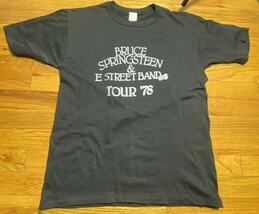 BRUCE
SPRINGSTEEN
&
E STREET BAND
TOUR '78